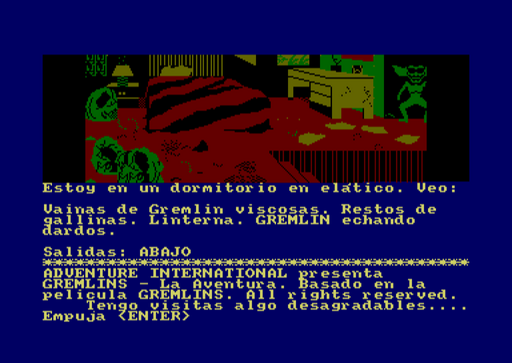 Estoy en un dormitorio en elático. Veo:
Vainas de Gremlin viscosas. Restos de
gallinas. Linterna. GREMLIN echando
dardos.
Salidas: ABAJO
*******************************************
ADVENTURE INTERNATIONAL presenta
GREMLINS - La Aventura. Basado en la
película GREMLINS. All rights reserved.
Tengo visitas algo desagradables....
Empuja <ENTER>